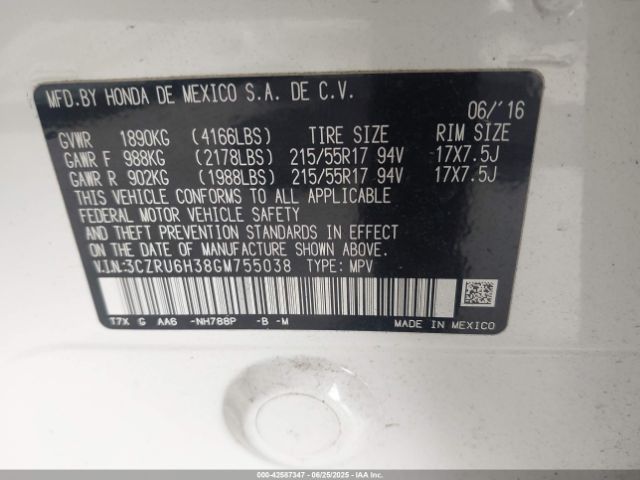 MFD.BY HONDA DE MEXICO S.A. DE C.V.
06/'16
GVWR 1890KG (4166LBS) TIRE SIZE RIM SIZE
GAWR F 988KG (2178LBS) 215/55R17 94V 17X7.5J
GAWR R 902KG (1988LBS) 215/55R17 94V 17X7.5J
THIS VEHICLE CONFORMS TO ALL APPLICABLE
FEDERAL MOTOR VEHICLE SAFETY
AND THEFT PREVENTION STANDARDS IN EFFECT
ON THE DATE OF MANUFACTURE SHOWN ABOVE.
V.I.N:3CZRU6H38GM755038 TYPE: MPV
T7X G AA6 -NH788P -B -M MADE IN MEXICO
000-42587347 - 06/25/2025 - IAA Inc.